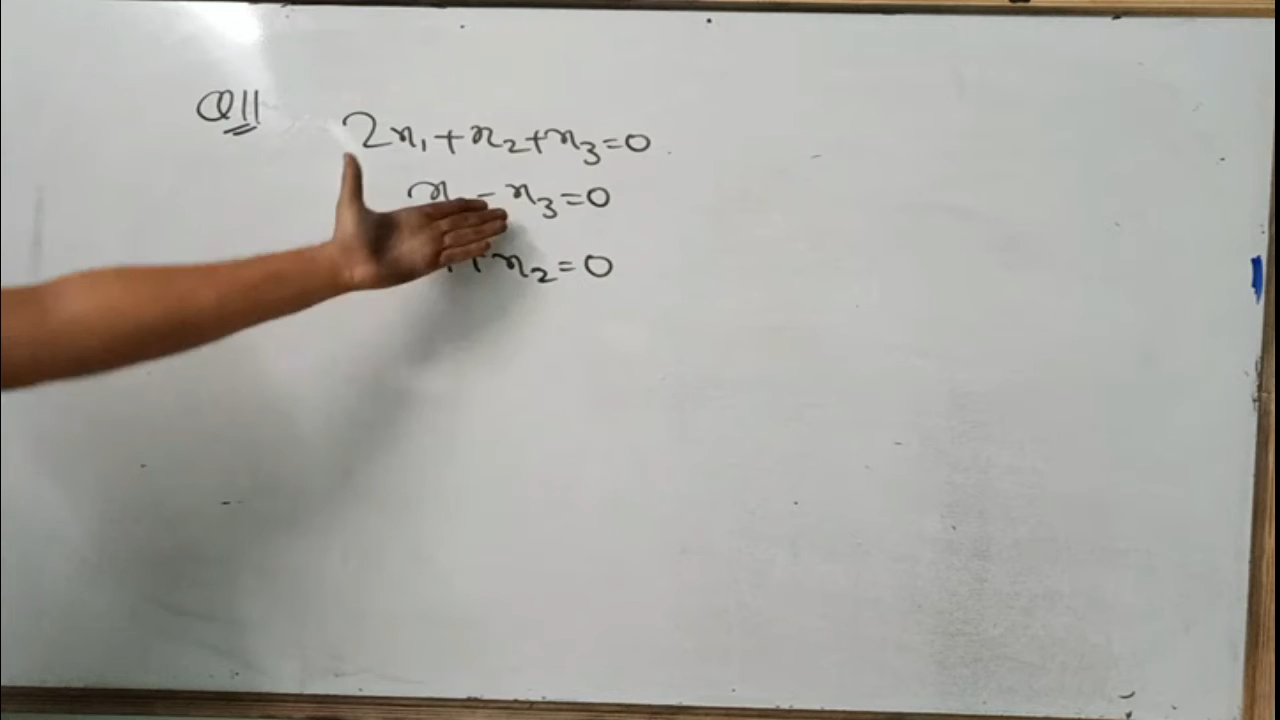 Q11
2x₁+x₂+x₃=0
x - x₃=0
+x₂=0